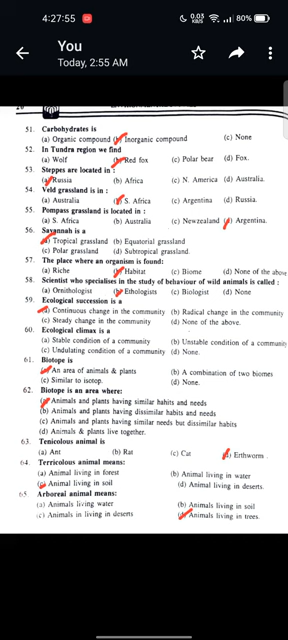 4:27:55
0.03
KB/S
80%
You
Today, 2:55 AM
51. Carbohydrates is
(a) Organic compound (b) Inorganic compound (c) None
52. In Tundra region we find
(a) Wolf (b) Red fox (c) Polar bear (d) Fox.
53. Steppes are located in :
(a) Russia (b) Africa (c) N. America (d) Australia.
54. Veld grassland is in :
(a) Australia (b) S. Africa (c) Argentina (d) Russia.
55. Pompass grassland is located in :
(a) S. Africa (b) Australia (c) Newzealand (d) Argentina.
56. Savannah is a
(a) Tropical grassland (b) Equatorial grassland
(c) Polar grassland (d) Subtropical grassland.
57. The place where an organism is found:
(a) Riche (b) Habitat (c) Biome (d) None of the above
58. Scientist who specialises in the study of behaviour of wild animals is called :
(a) Ornithologist (b) Ethologists (c) Biologist (d) None
59. Ecological succession is a
(a) Continuous change in the community (b) Radical change in the community
(c) Steady change in the community (d) None of the above.
60. Ecological climax is a
(a) Stable condition of a community (b) Unstable condition of a community
(c) Undulating condition of a community (d) None.
61. Biotope is
(a) An area of animals & plants (b) A combination of two biomes
(c) Similar to isotop. (d) None.
62. Biotope is an area where:
(a) Animals and plants having similar habits and needs
(b) Animals and plants having dissimilar habits and needs
(c) Animals and plants having similar needs but dissimilar habits
(d) Animals & plants live together.
63. Tenicolous animal is
(a) Ant (b) Rat (c) Cat (d) Erthworm.
64. Terricolous animal means:
(a) Animal living in forest (b) Animal living in water
(c) Animal living in soil (d) Animal living in deserts.
65. Arboreal animal means:
(a) Animals living water (b) Animals living in soil
(c) Animals in living in deserts (d) Animals living in trees.